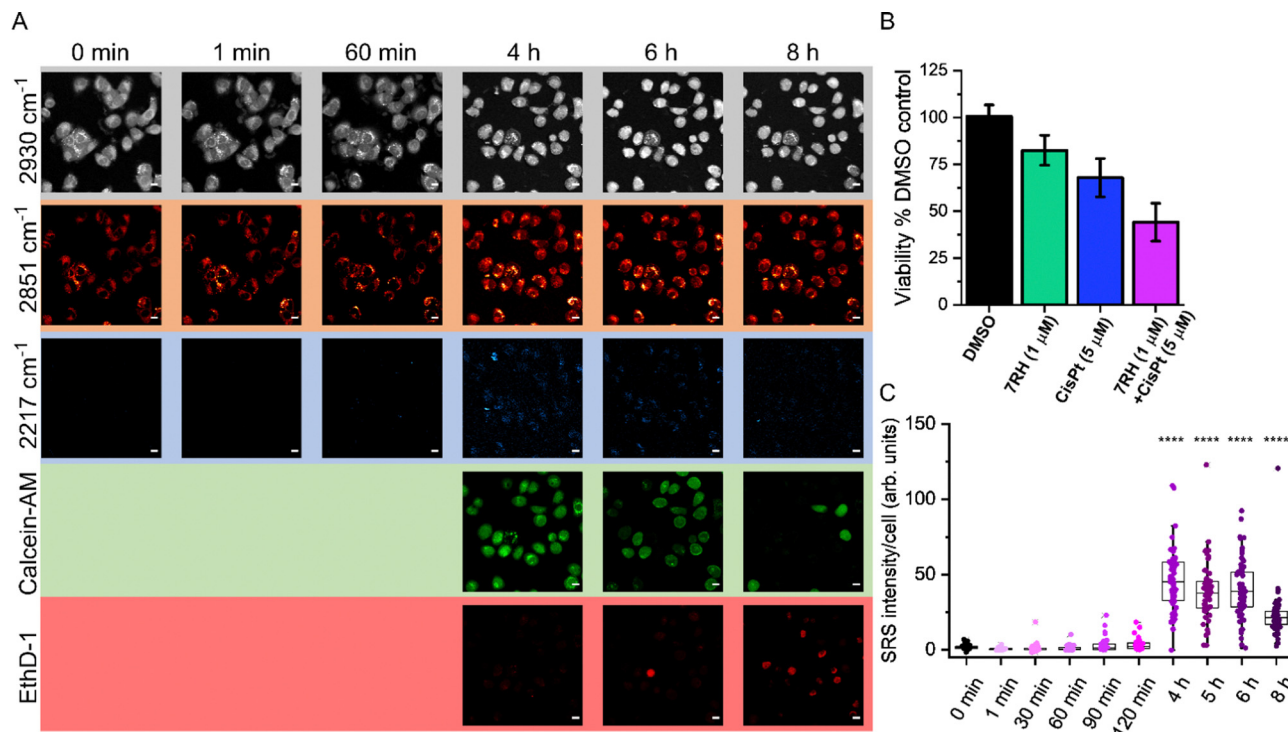 A
0 min 1 min 60 min 4 h 6 h 8 h
2930 cm⁻¹
2851 cm⁻¹
2217 cm⁻¹
Calcein-AM
EthD-1
B
Viability % DMSO control
125
100
75
50
25
0
DMSO
7RH (1 μM)
CisPt (5 μM)
7RH (1 μM)
+CisPt (5 μM)
C
SRS intensity/cell (arb. units)
150
100
50
0
**** **** **** ****
0 min
1 min
30 min
60 min
90 min
120 min
4 h
5 h
6 h
8 h